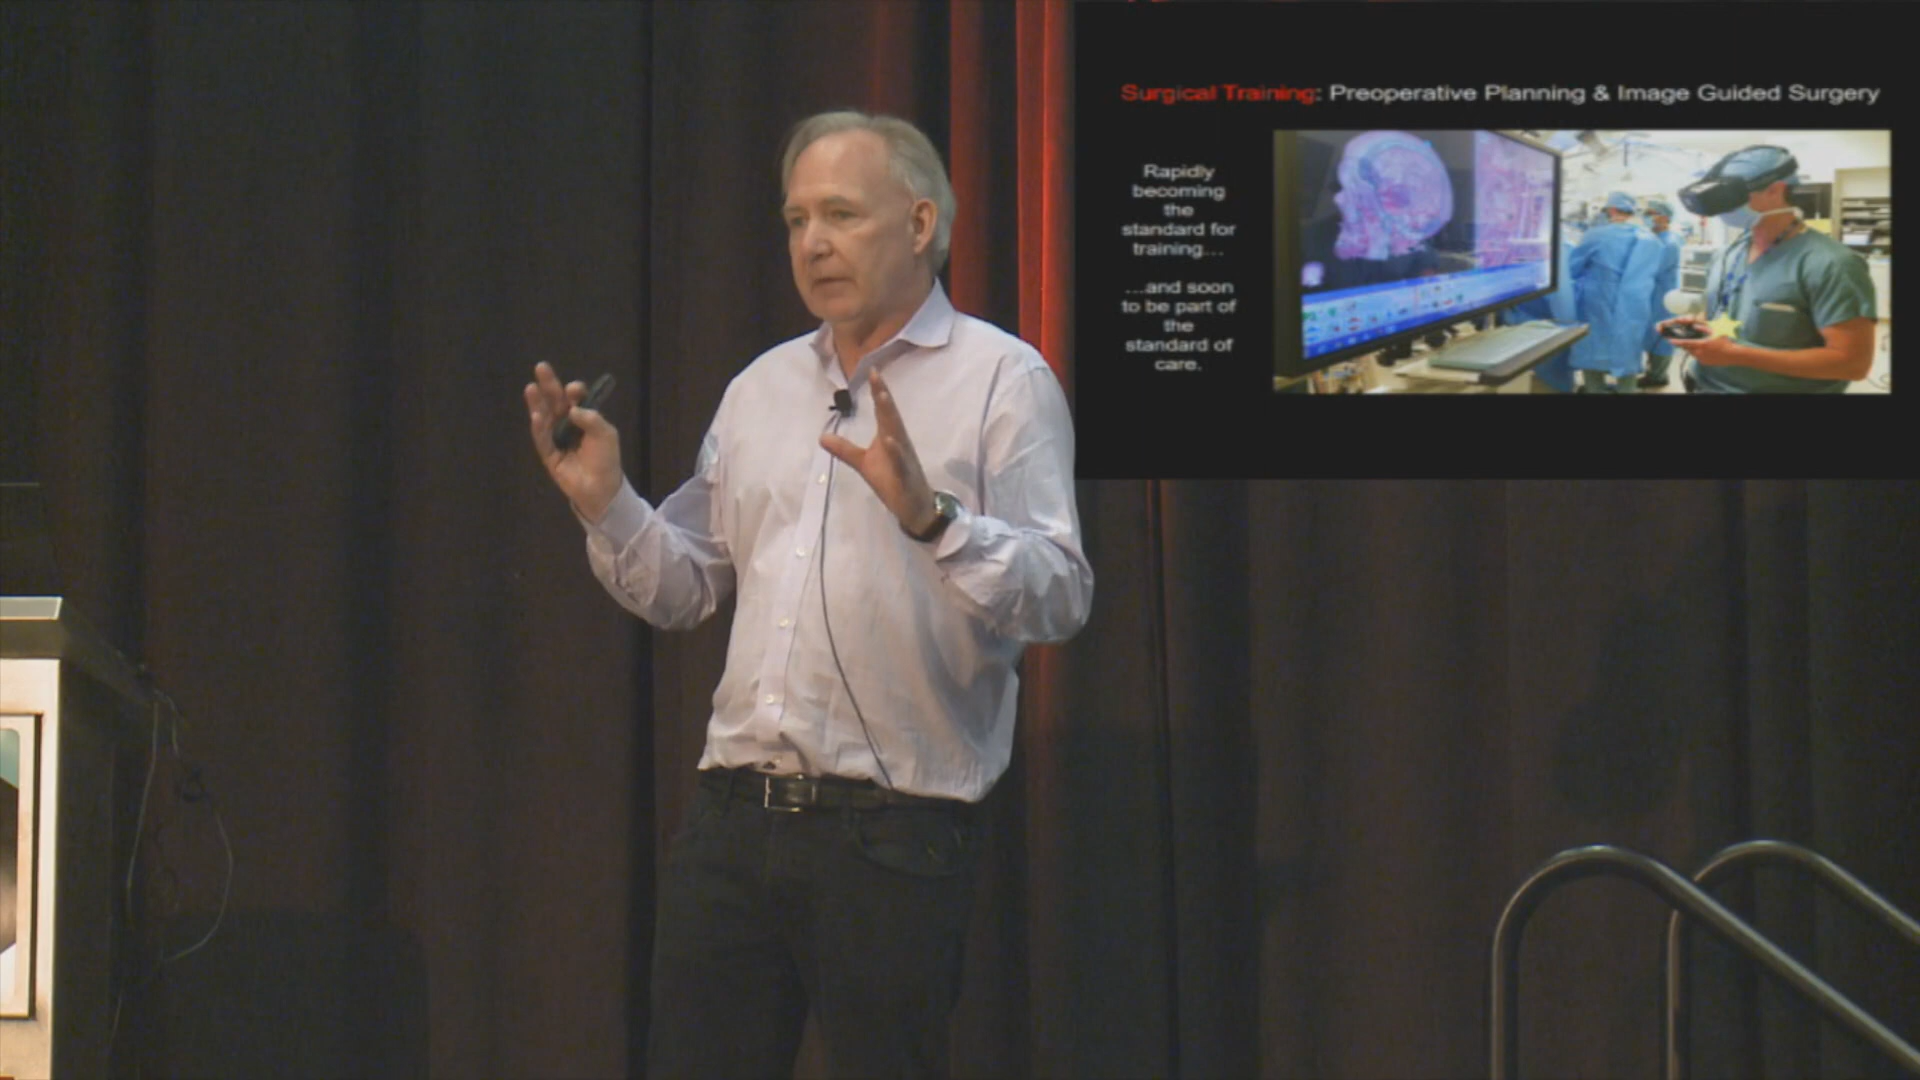 Surgical Training: Preoperative Planning & Image Guided Surgery
Rapidly
becoming
the
standard for
training...
...and soon
to be part of
the
standard of
care.